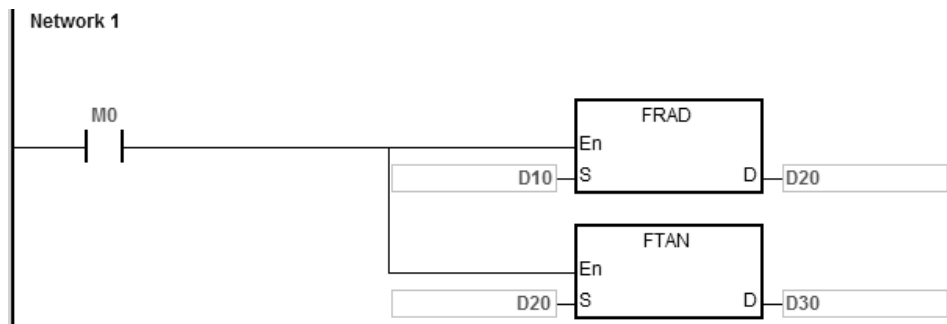 Network 1
M0
FRAD
En
D10 S D D20
FTAN
En
D20 S D D30